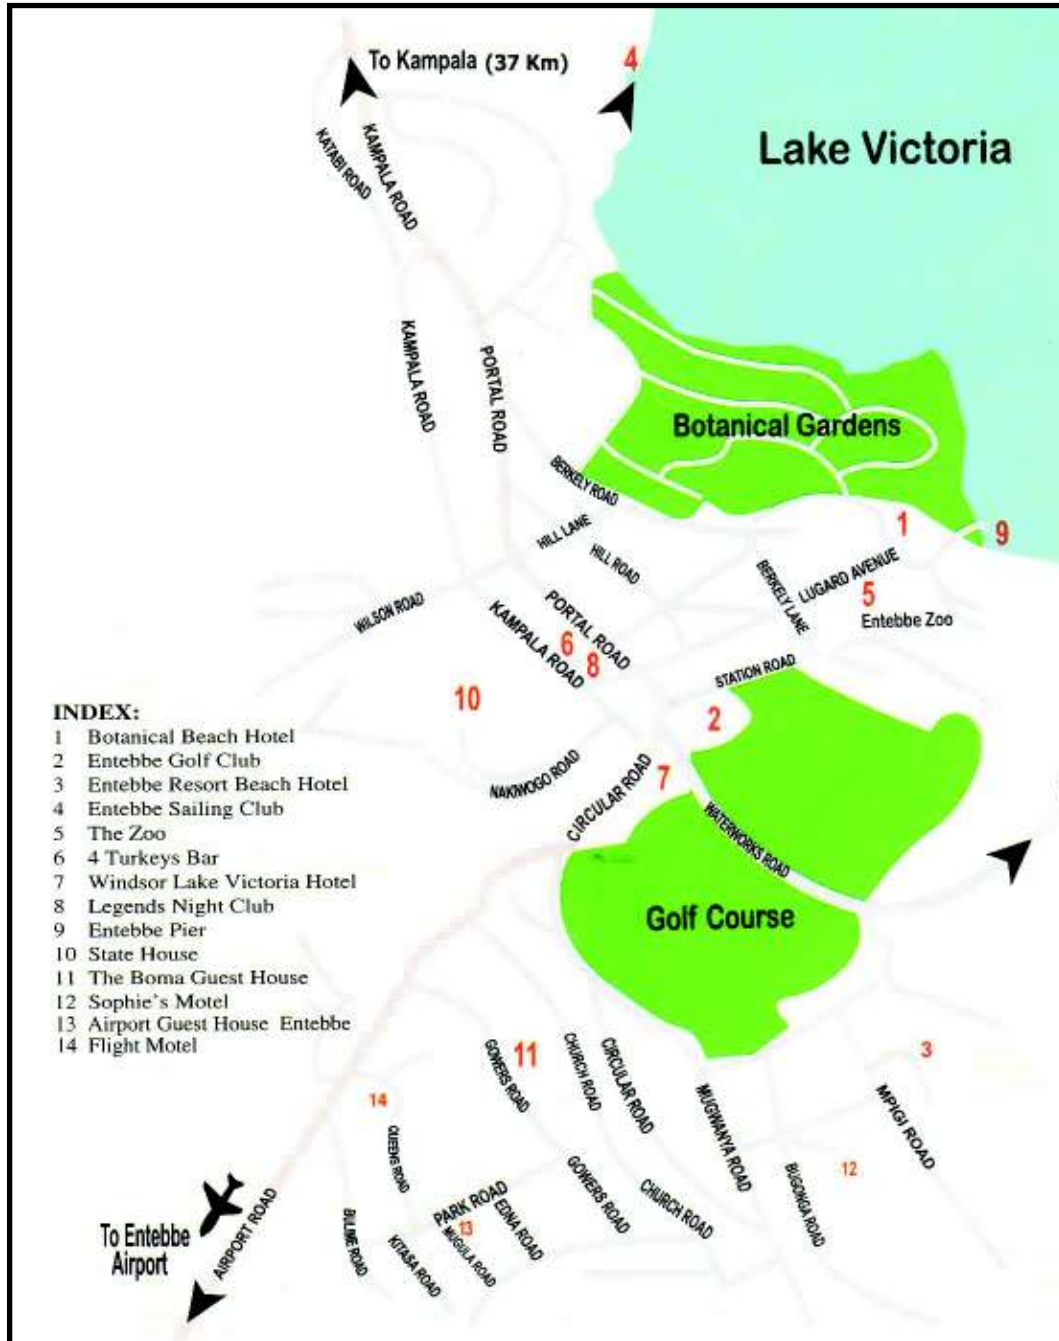 To Kampala (37 Km)
4
Lake Victoria
KATABI ROAD
KAMPALA ROAD
KAMPALA ROAD
PORTAL ROAD
Botanical Gardens
BERKELY ROAD
HILL LANE
HILL ROAD
1
9
BERKELY LANE
LUGARD AVENUE
5
Entebbe Zoo
WILSON ROAD
KAMPALA ROAD
PORTAL ROAD
6
8
STATION ROAD
10
2
NAKIWOGO ROAD
CIRCULAR ROAD
7
WATERWORKS ROAD
INDEX:
1 Botanical Beach Hotel
2 Entebbe Golf Club
3 Entebbe Resort Beach Hotel
4 Entebbe Sailing Club
5 The Zoo
6 4 Turkeys Bar
7 Windsor Lake Victoria Hotel
8 Legends Night Club
9 Entebbe Pier
10 State House
11 The Boma Guest House
12 Sophie's Motel
13 Airport Guest House Entebbe
14 Flight Motel
Golf Course
GOWERS ROAD
11
CHURCH ROAD
CIRCULAR ROAD
3
14
MUGWANYA ROAD
MPIGI ROAD
QUEENS ROAD
12
BUGONGA ROAD
GOWERS ROAD
CHURCH ROAD
PARK ROAD
EDNA ROAD
13
MUGULA ROAD
KITASA ROAD
BULIME ROAD
To Entebbe
Airport
AIRPORT ROAD